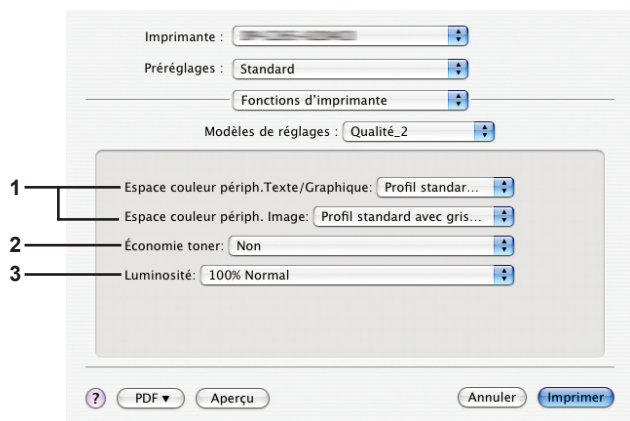 Imprimante :
Préréglages : Standard
Fonctions d'imprimante
Modèles de réglages : Qualité_2
1 Espace couleur périph.Texte/Graphique: Profil standar...
Espace couleur périph. Image: Profil standard avec gris...
2 Économie toner: Non
3 Luminosité: 100% Normal
? PDF ▼ Aperçu Annuler Imprimer